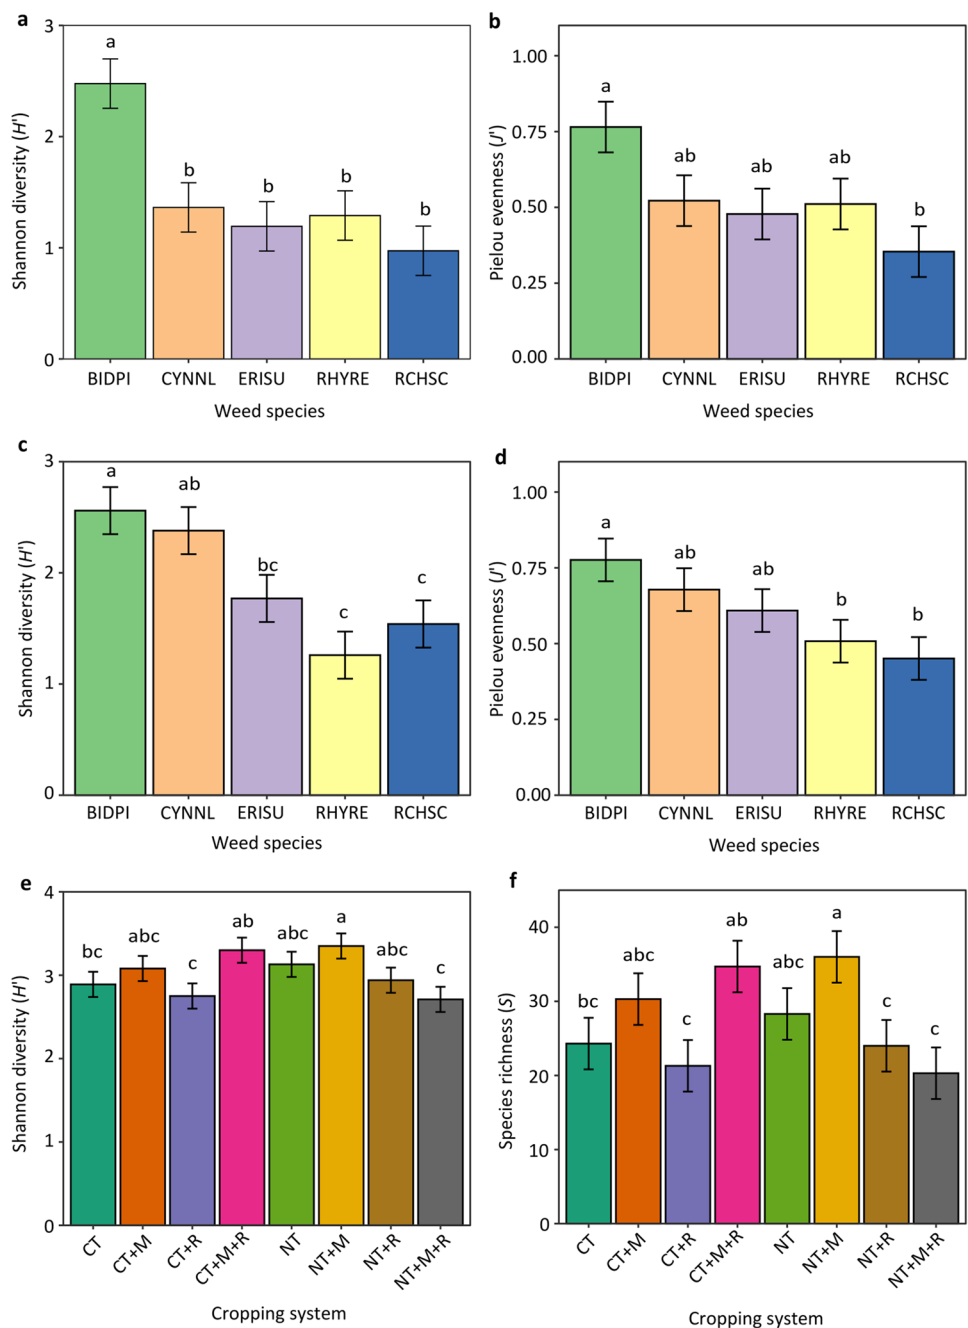 a
3
2
1
0
Shannon diversity (H')
a
b
b
b
b
BIDPI CYNNL ERISU RHYRE RCHSC
Weed species
b
1.00
0.75
0.50
0.25
0.00
Pielou evenness (J')
a
ab
ab
ab
b
BIDPI CYNNL ERISU RHYRE RCHSC
Weed species
c
3
2
1
0
Shannon diversity (H')
a
ab
bc
c
c
BIDPI CYNNL ERISU RHYRE RCHSC
Weed species
d
1.00
0.75
0.50
0.25
0.00
Pielou evenness (J')
a
ab
ab
b
b
BIDPI CYNNL ERISU RHYRE RCHSC
Weed species
e
4
3
2
1
0
Shannon diversity (H')
bc
abc
c
ab
abc
a
abc
c
CT CT+M CT+R CT+M+R NT NT+M NT+R NT+M+R
Cropping system
f
40
30
20
10
0
Species richness (S)
bc
abc
c
ab
abc
a
c
c
CT CT+M CT+R CT+M+R NT NT+M NT+R NT+M+R
Cropping system